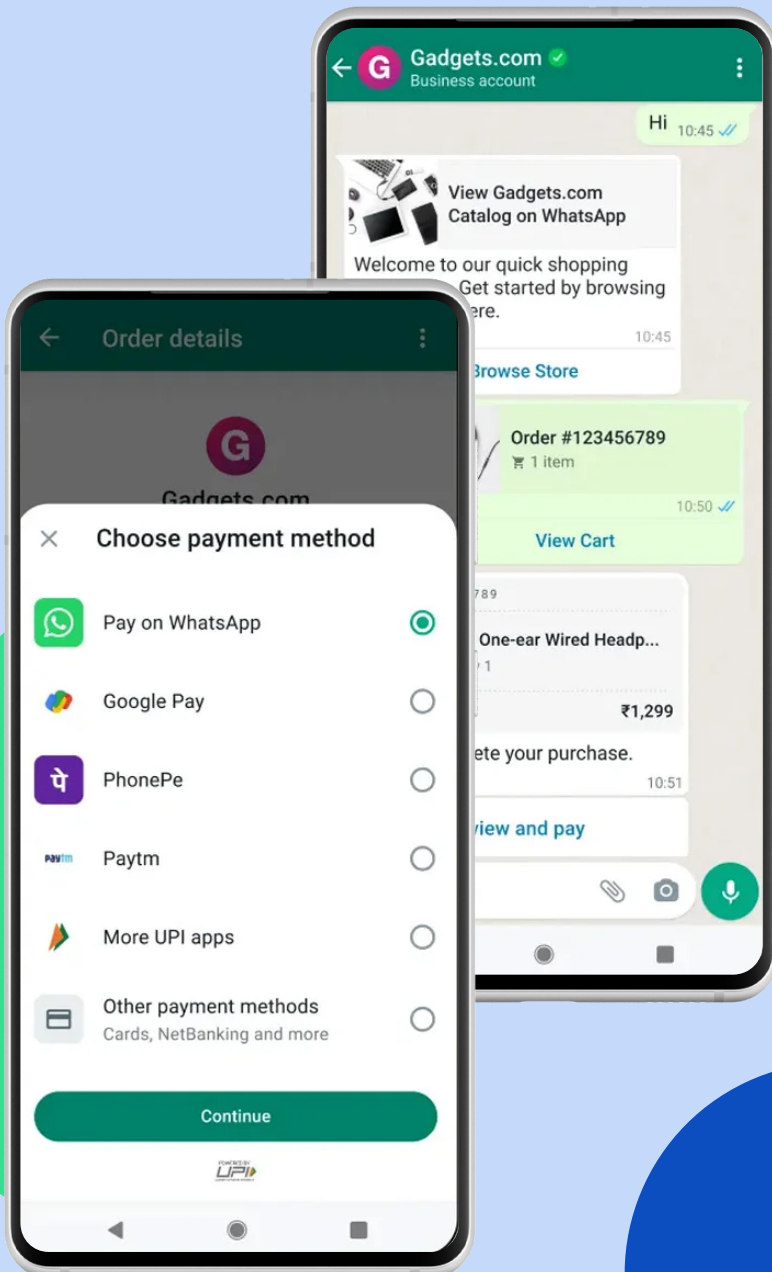 G
Gadgets.com
Business account
Hi 10:45
View Gadgets.com
Catalog on WhatsApp
Welcome to our quick shopping
Get started by browsing
ere.
10:45
Browse Store
Order #123456789
1 item
10:50
View Cart
789
One-ear Wired Headp...
1
₹1,299
ete your purchase.
10:51
view and pay
Order details
G
Gadgets.com
Choose payment method
Pay on WhatsApp
Google Pay
पे PhonePe
Paytm Paytm
More UPI apps
Other payment methods
Cards, NetBanking and more
Continue
POWERED BY
UPI